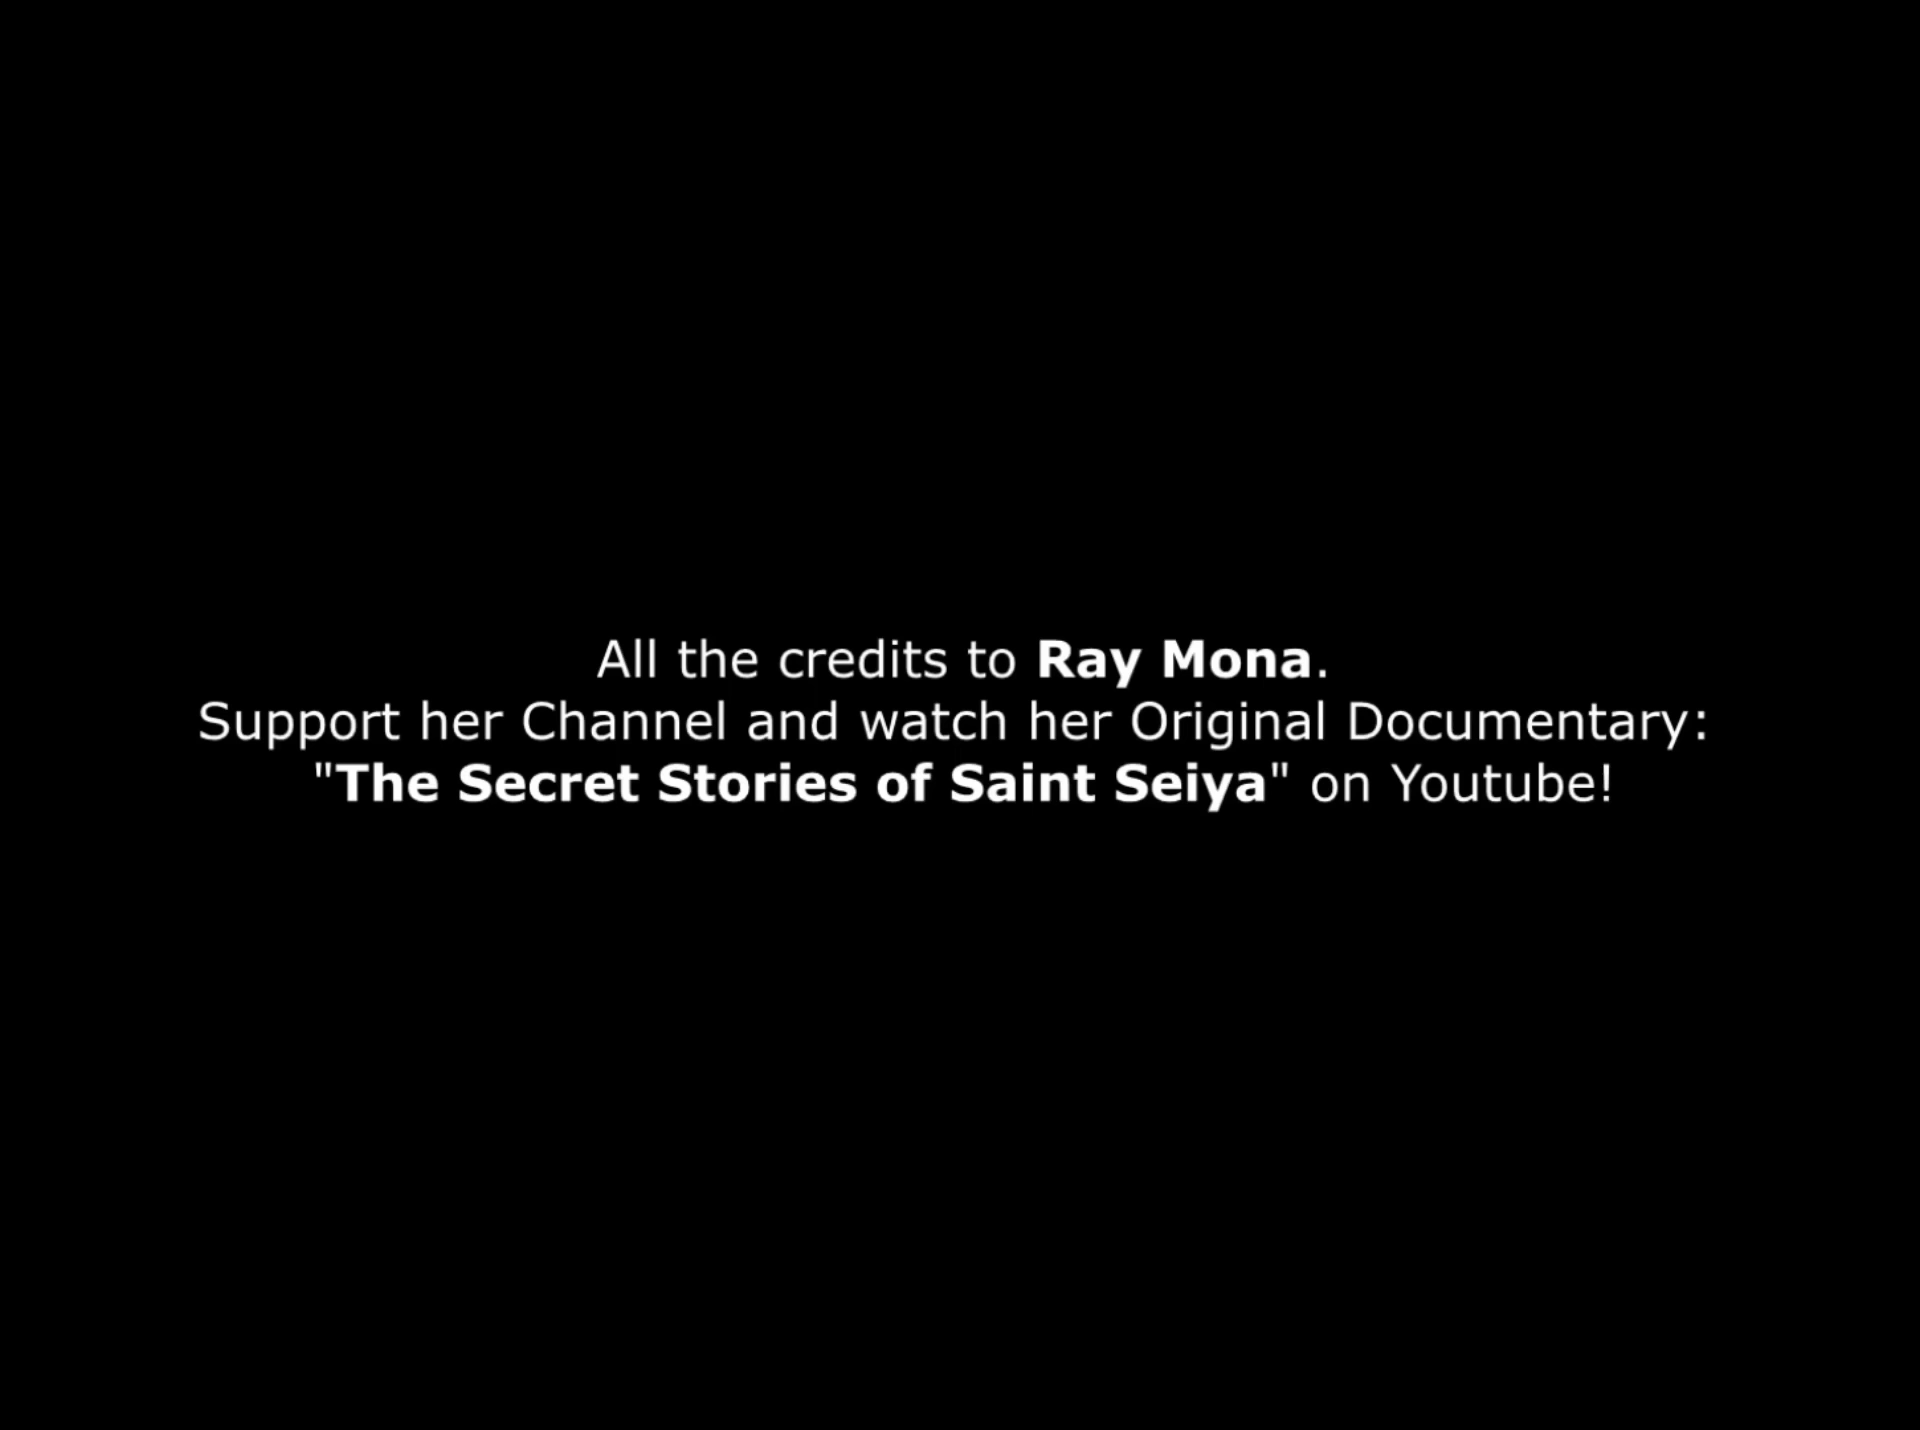 All the credits to Ray Mona.
Support her Channel and watch her Original Documentary:
"The Secret Stories of Saint Seiya" on Youtube!